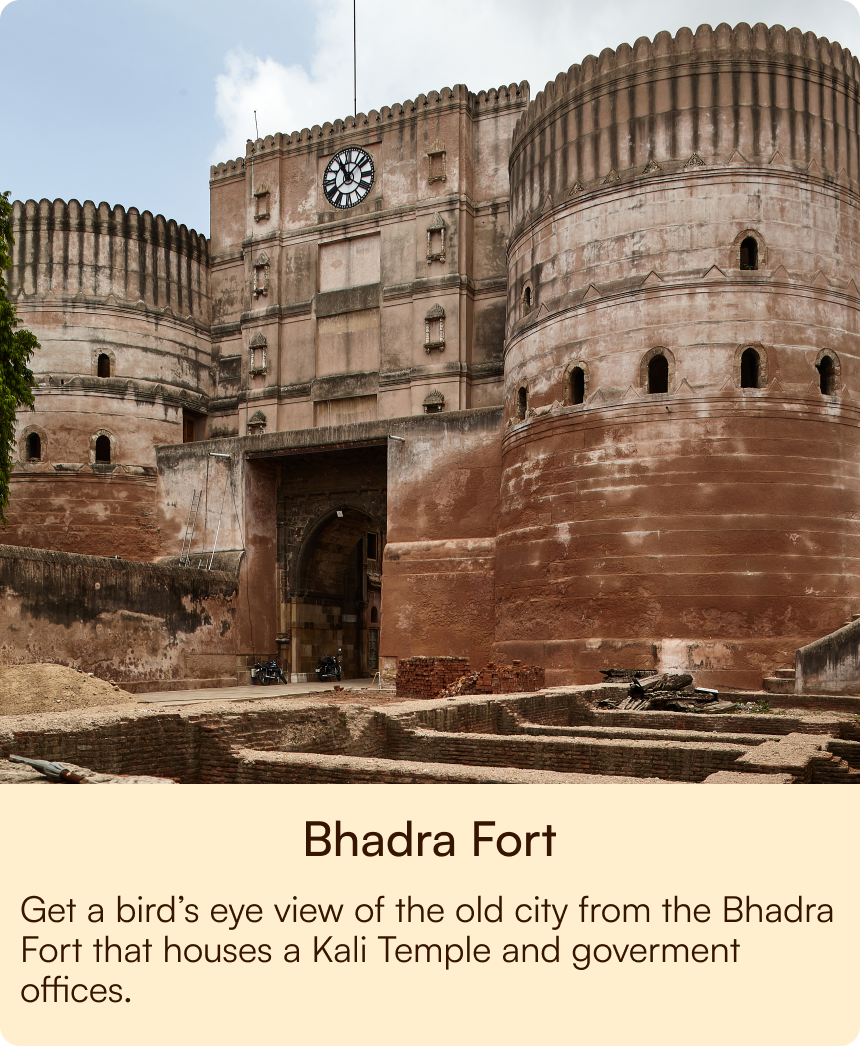 Bhadra Fort
Get a bird’s eye view of the old city from the Bhadra
Fort that houses a Kali Temple and goverment
offices.